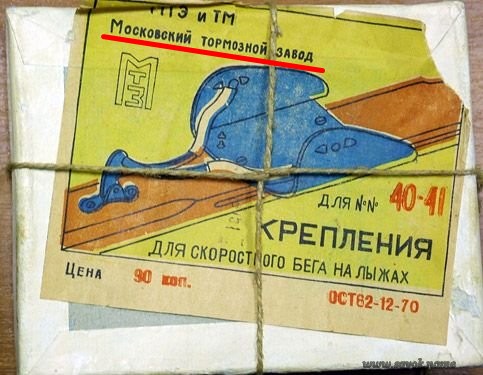 ТПЭ и ТМ
Московский тормозной завод
МТЗ
для №№ 40-41
КРЕПЛЕНИЯ
ДЛЯ СКОРОСТНОГО БЕГА НА ЛЫЖАХ
Цена 90 коп.
ОСТ62-12-70